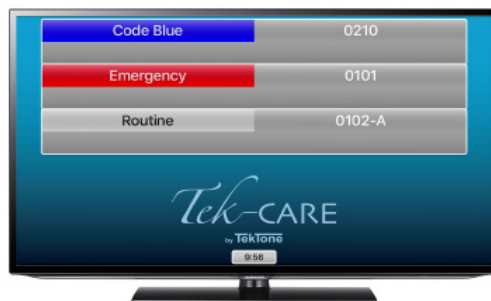 Code Blue 0210
Emergency 0101
Routine 0102-A
Tek-CARE
by TekTone
9:56